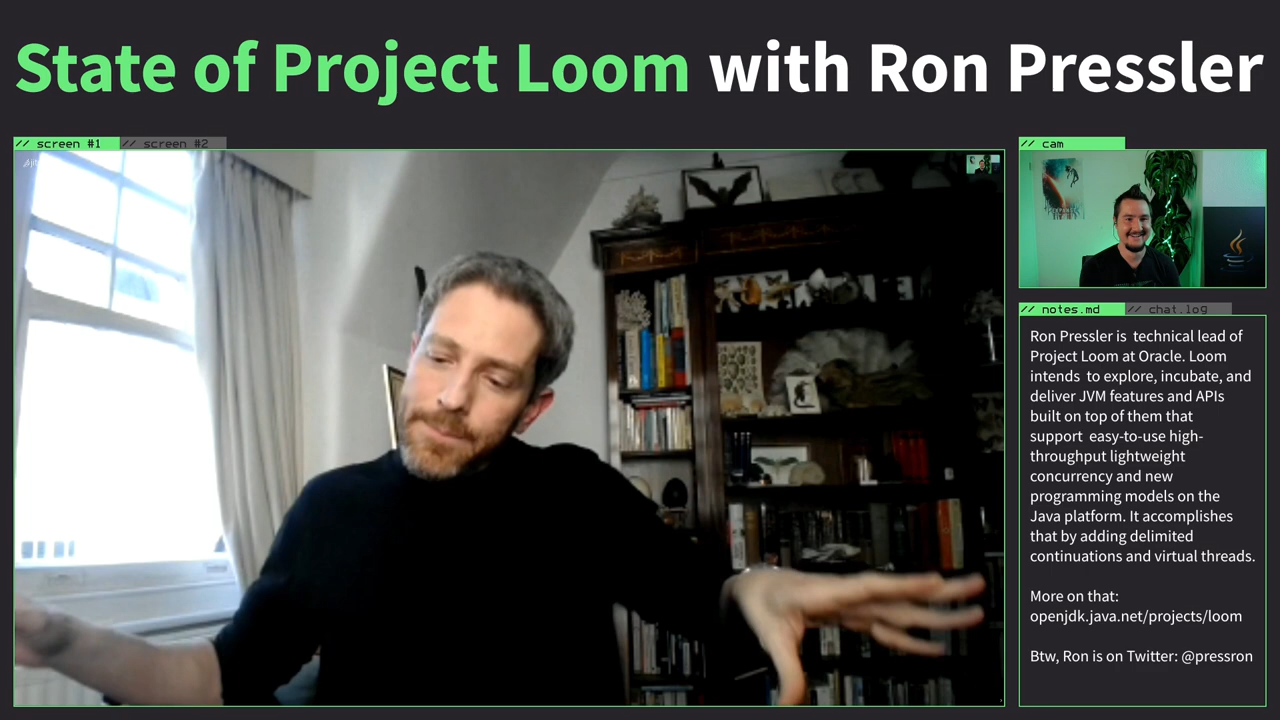 State of Project Loom with Ron Pressler
// screen #1
// screen #2
// cam
// notes.md
// chat.log
Ron Pressler is technical lead of
Project Loom at Oracle. Loom
intends to explore, incubate, and
deliver JVM features and APIs
built on top of them that
support easy-to-use high-
throughput lightweight
concurrency and new
programming models on the
Java platform. It accomplishes
that by adding delimited
continuations and virtual threads.
More on that:
openjdk.java.net/projects/loom
Btw, Ron is on Twitter: @pressron